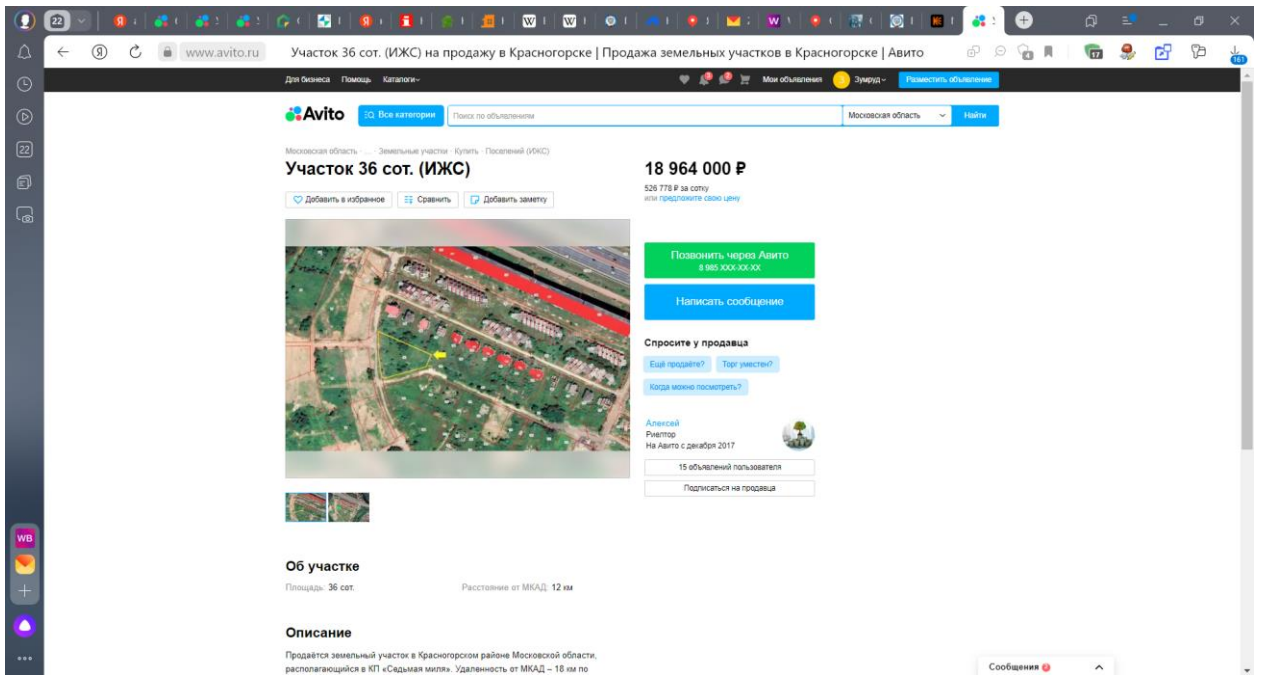 22
www.avito.ru
Участок 36 сот. (ИЖС) на продажу в Красногорске | Продажа земельных участков в Красногорске | Авито
17
161
Для бизнеса Помощь Каталоги
Мои объявления
Зумруд
Разместить объявление
Avito
Все категории
Поиск по объявлениям
Московская область
Найти
22
Московская область · ... · Земельные участки · Купить · Поселений (ИЖС)
Участок 36 сот. (ИЖС)
18 964 000 ₽
526 778 ₽ за сотку
или предложите свою цену
Добавить в избранное
Сравнить
Добавить заметку
Позвонить через Авито
8 985 XXX-XX-XX
Написать сообщение
Спросите у продавца
Ещё продаёте?
Торг уместен?
Когда можно посмотреть?
Алексей
Риелтор
На Авито с декабря 2017
15 объявлений пользователя
Подписаться на продавца
WB
Об участке
Площадь: 36 сот.
Расстояние от МКАД: 12 км
Описание
Продаётся земельный участок в Красногорском районе Московской области,
располагающийся в КП «Седьмая миля». Удаленность от МКАД – 18 км по
Сообщения